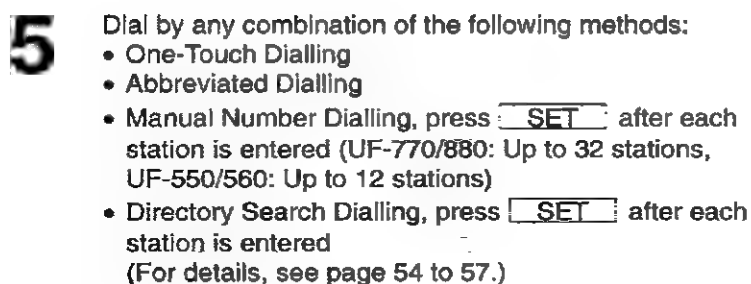 5 Dial by any combination of the following methods:
• One-Touch Dialling
• Abbreviated Dialling
• Manual Number Dialling, press SET after each
station is entered (UF-770/880: Up to 32 stations,
UF-550/560: Up to 12 stations)
• Directory Search Dialling, press SET after each
station is entered
(For details, see page 54 to 57.)